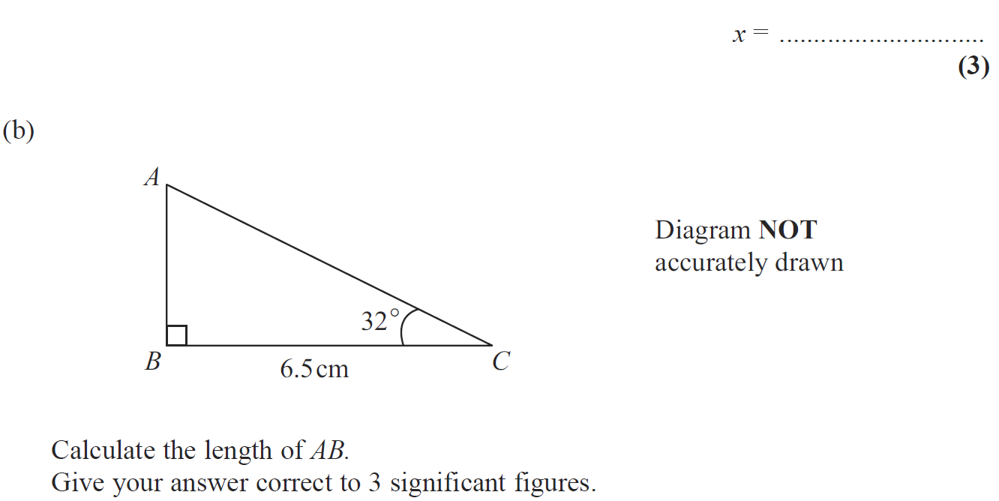 x = ..............................
(3)
(b)
A
32°
B
C
6.5 cm
Diagram NOT
accurately drawn
Calculate the length of AB.
Give your answer correct to 3 significant figures.